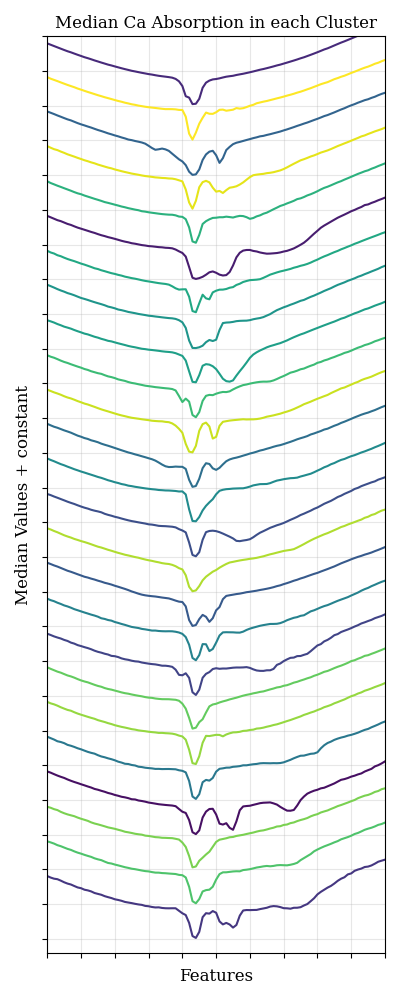 Median Ca Absorption in each Cluster
Median Values + constant
Features